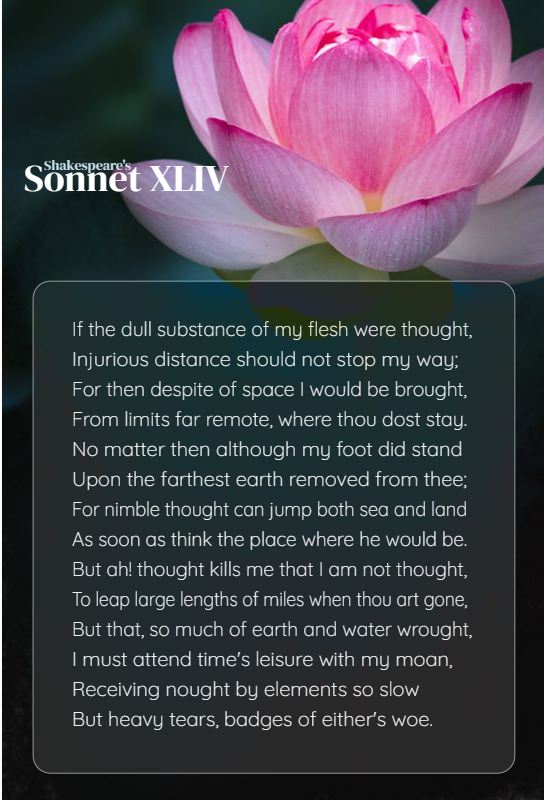 Shakespeare's
Sonnet XLIV
If the dull substance of my flesh were thought,
Injurious distance should not stop my way;
For then despite of space I would be brought,
From limits far remote, where thou dost stay.
No matter then although my foot did stand
Upon the farthest earth removed from thee;
For nimble thought can jump both sea and land
As soon as think the place where he would be.
But ah! thought kills me that I am not thought,
To leap large lengths of miles when thou art gone,
But that, so much of earth and water wrought,
I must attend time's leisure with my moan,
Receiving nought by elements so slow
But heavy tears, badges of either's woe.